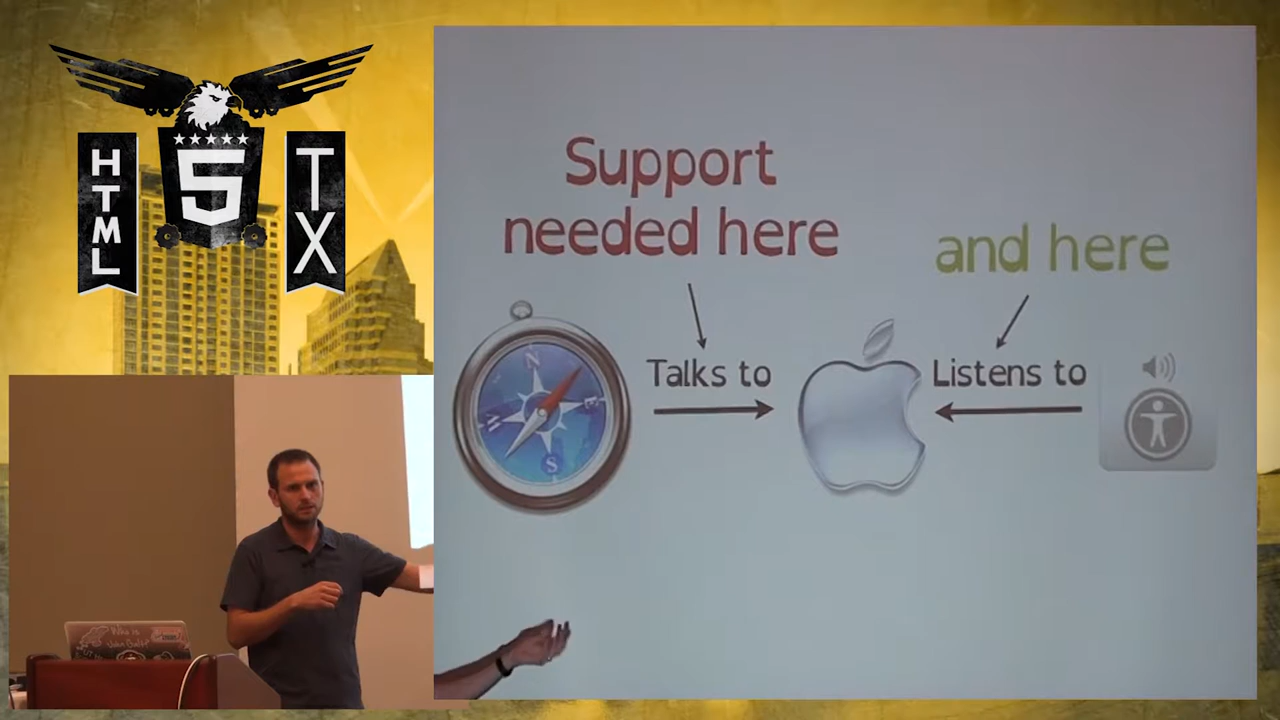 HTML
5
TX
Support
needed here
and here
Talks to
Listens to
N
W
E
S